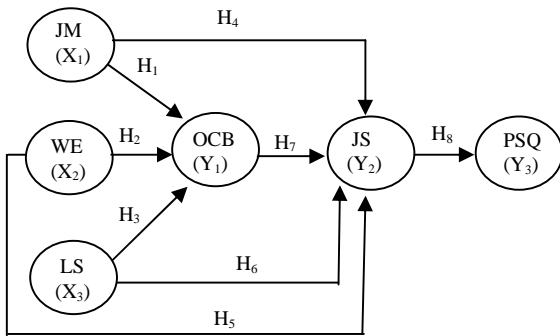 H₄
JM
(X₁)
H₁
WE
(X₂)
H₂
OCB
(Y₁)
H₇
JS
(Y₂)
H₈
PSQ
(Y₃)
H₃
LS
(X₃)
H₆
H₅